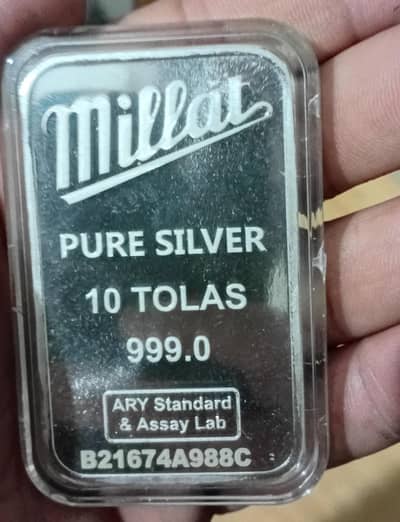 Millat
PURE SILVER
10 TOLAS
999.0
ARY Standard
& Assay Lab
B21674A988C